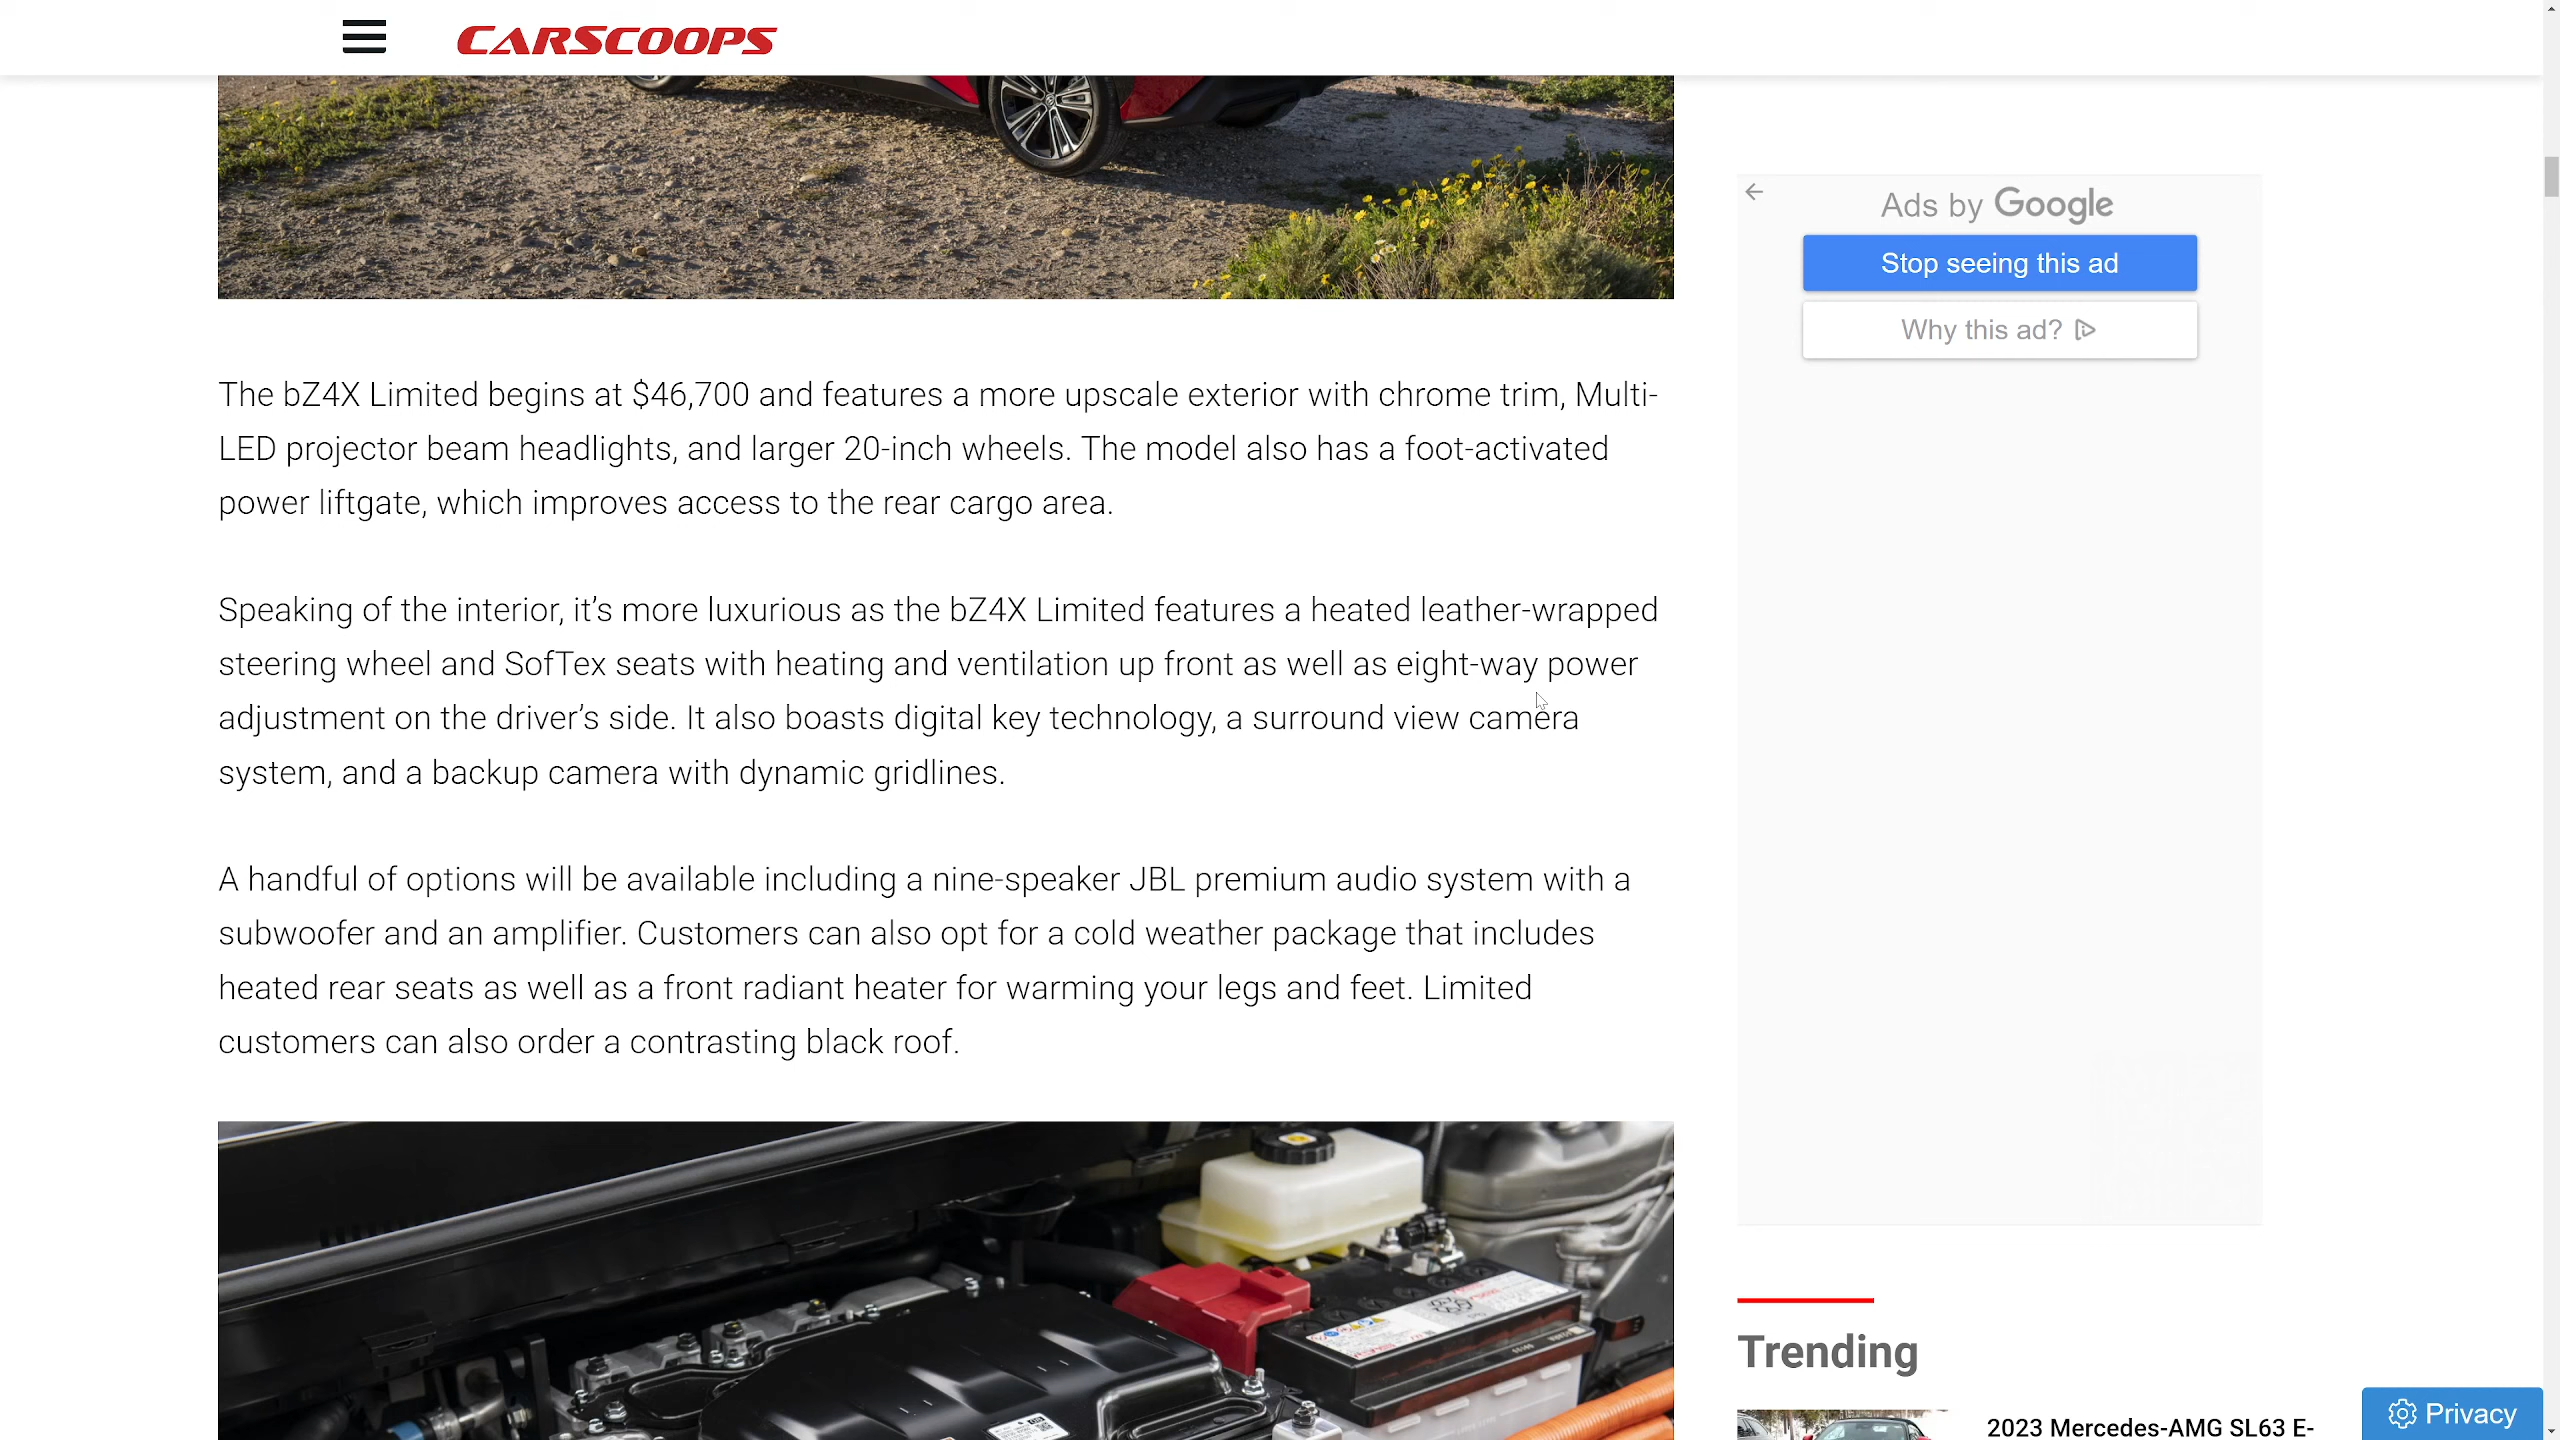 CARSCOOPS
Ads by Google
Stop seeing this ad
Why this ad?
The bZ4X Limited begins at $46,700 and features a more upscale exterior with chrome trim, Multi-
LED projector beam headlights, and larger 20-inch wheels. The model also has a foot-activated
power liftgate, which improves access to the rear cargo area.
Speaking of the interior, it’s more luxurious as the bZ4X Limited features a heated leather-wrapped
steering wheel and SofTex seats with heating and ventilation up front as well as eight-way power
adjustment on the driver’s side. It also boasts digital key technology, a surround view camera
system, and a backup camera with dynamic gridlines.
A handful of options will be available including a nine-speaker JBL premium audio system with a
subwoofer and an amplifier. Customers can also opt for a cold weather package that includes
heated rear seats as well as a front radiant heater for warming your legs and feet. Limited
customers can also order a contrasting black roof.
Trending
2023 Mercedes-AMG SL63 E-
Privacy